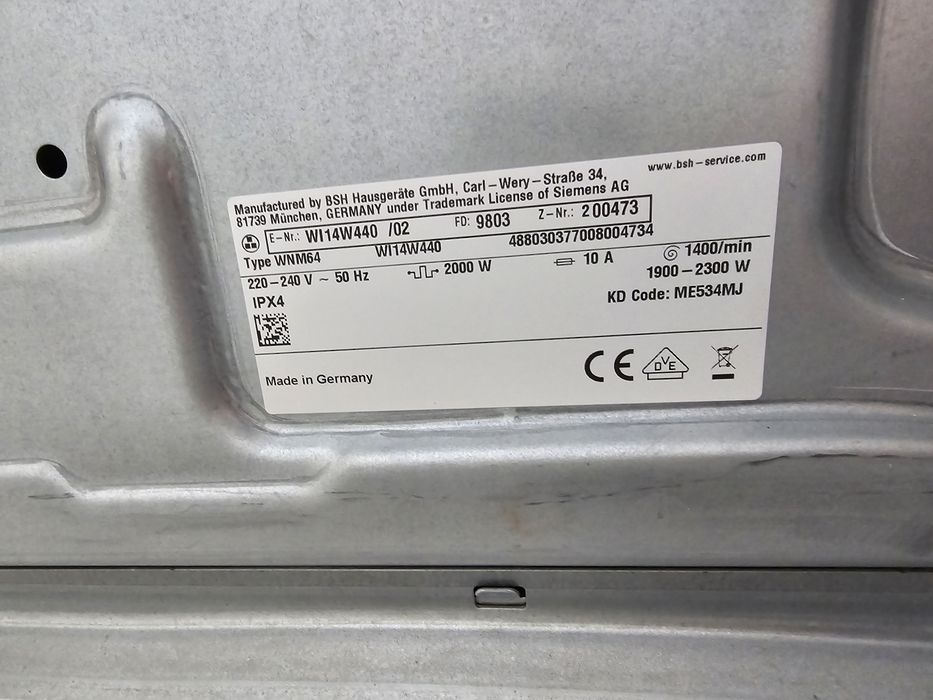 www.bsh–service.com
Manufactured by BSH Hausgeräte GmbH, Carl–Wery–Straße 34,
81739 München, GERMANY under Trademark License of Siemens AG
E–Nr.: WI14W440 /02 FD: 9803 Z–Nr.: 200473
Type WNM64 WI14W440 488030377008004734
220–240 V ~ 50 Hz 2000 W 10 A 1400/min
1900–2300 W
IPX4 KD Code: ME534MJ
Made in Germany CE DVE